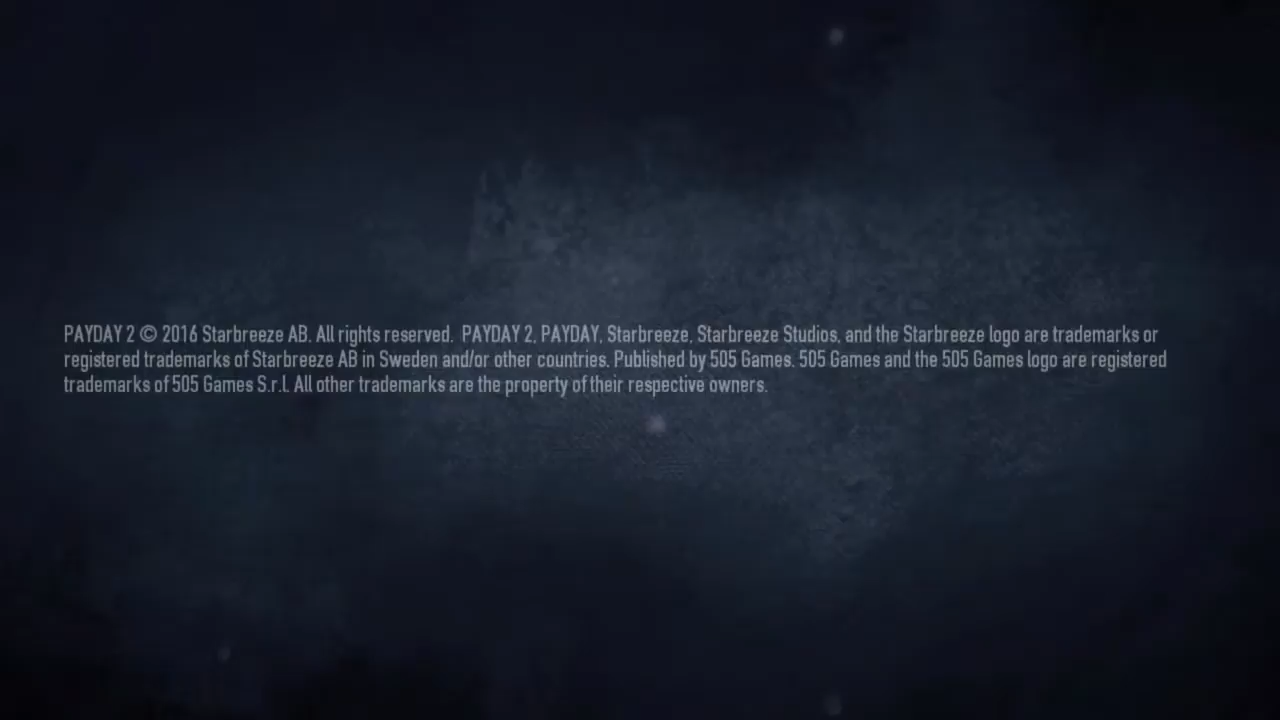 PAYDAY 2 © 2016 Starbreeze AB. All rights reserved.  PAYDAY 2, PAYDAY, Starbreeze, Starbreeze Studios, and the Starbreeze logo are trademarks or
registered trademarks of Starbreeze AB in Sweden and/or other countries. Published by 505 Games. 505 Games and the 505 Games logo are registered
trademarks of 505 Games S.r.l. All other trademarks are the property of their respective owners.